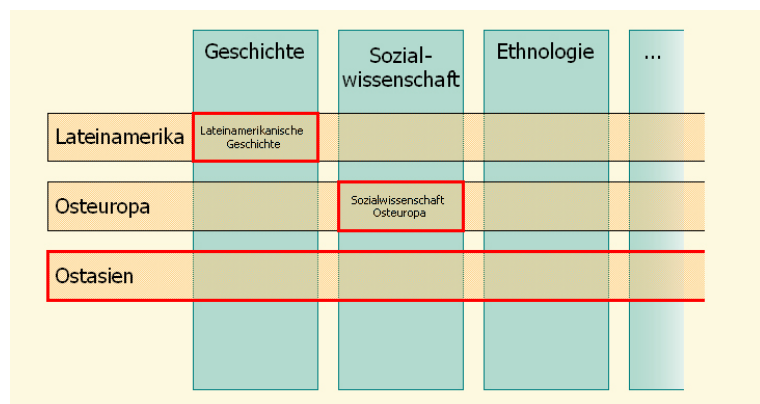 Geschichte
Sozial-
wissenschaft
Ethnologie
...
Lateinamerika
Lateinamerikanische
Geschichte
Osteuropa
Sozialwissenschaft
Osteuropa
Ostasien